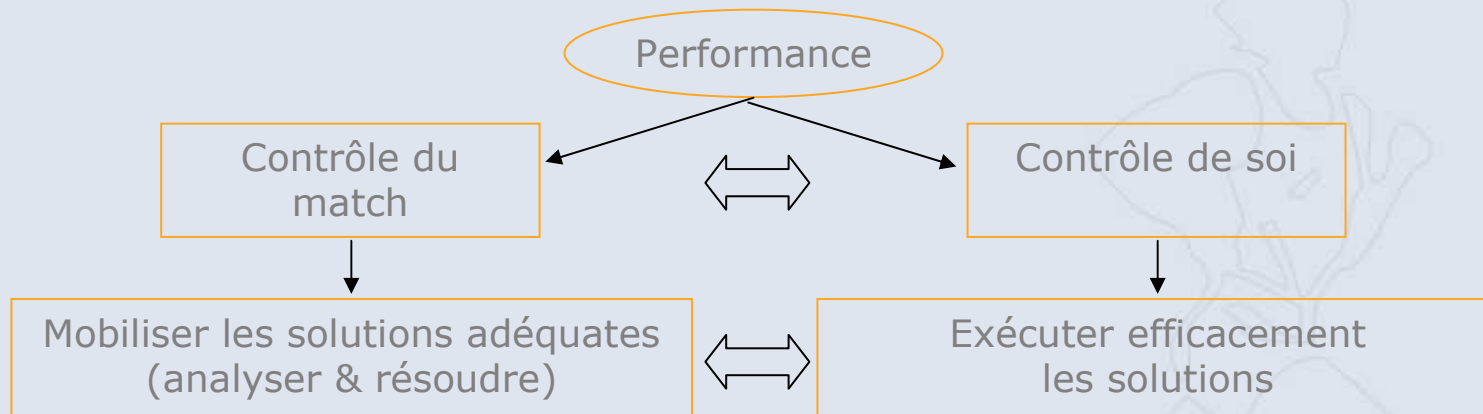 Performance
Contrôle du
match
Contrôle de soi
Mobiliser les solutions adéquates
(analyser & résoudre)
Exécuter efficacement
les solutions